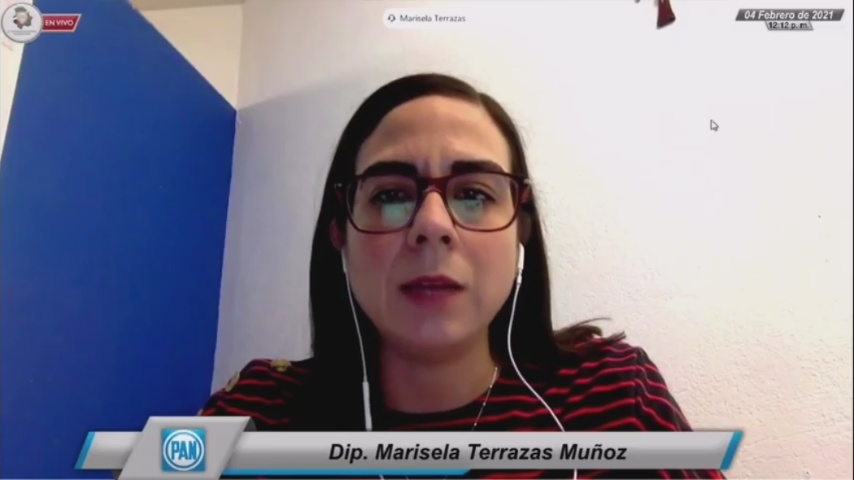 EN VIVO
Marisela Terrazas
04 Febrero de 2021
12:12 p. m.
PAN
Dip. Marisela Terrazas Muñoz